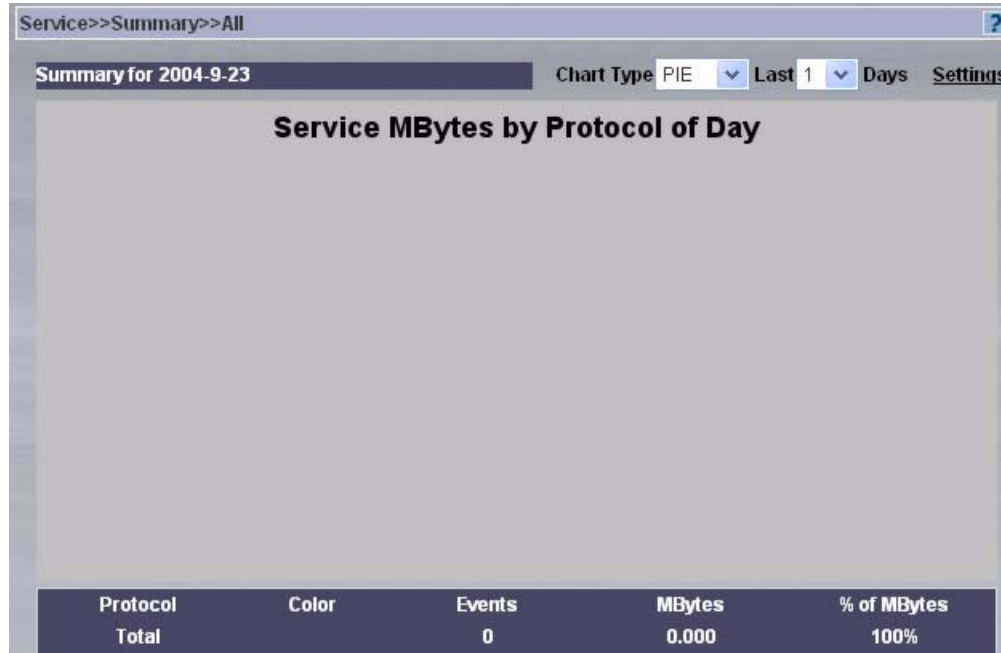 Service>>Summary>>All ?
Summary for 2004-9-23 Chart Type PIE Last 1 Days Settings
Service MBytes by Protocol of Day
Protocol Color Events MBytes % of MBytes
Total 0 0.000 100%